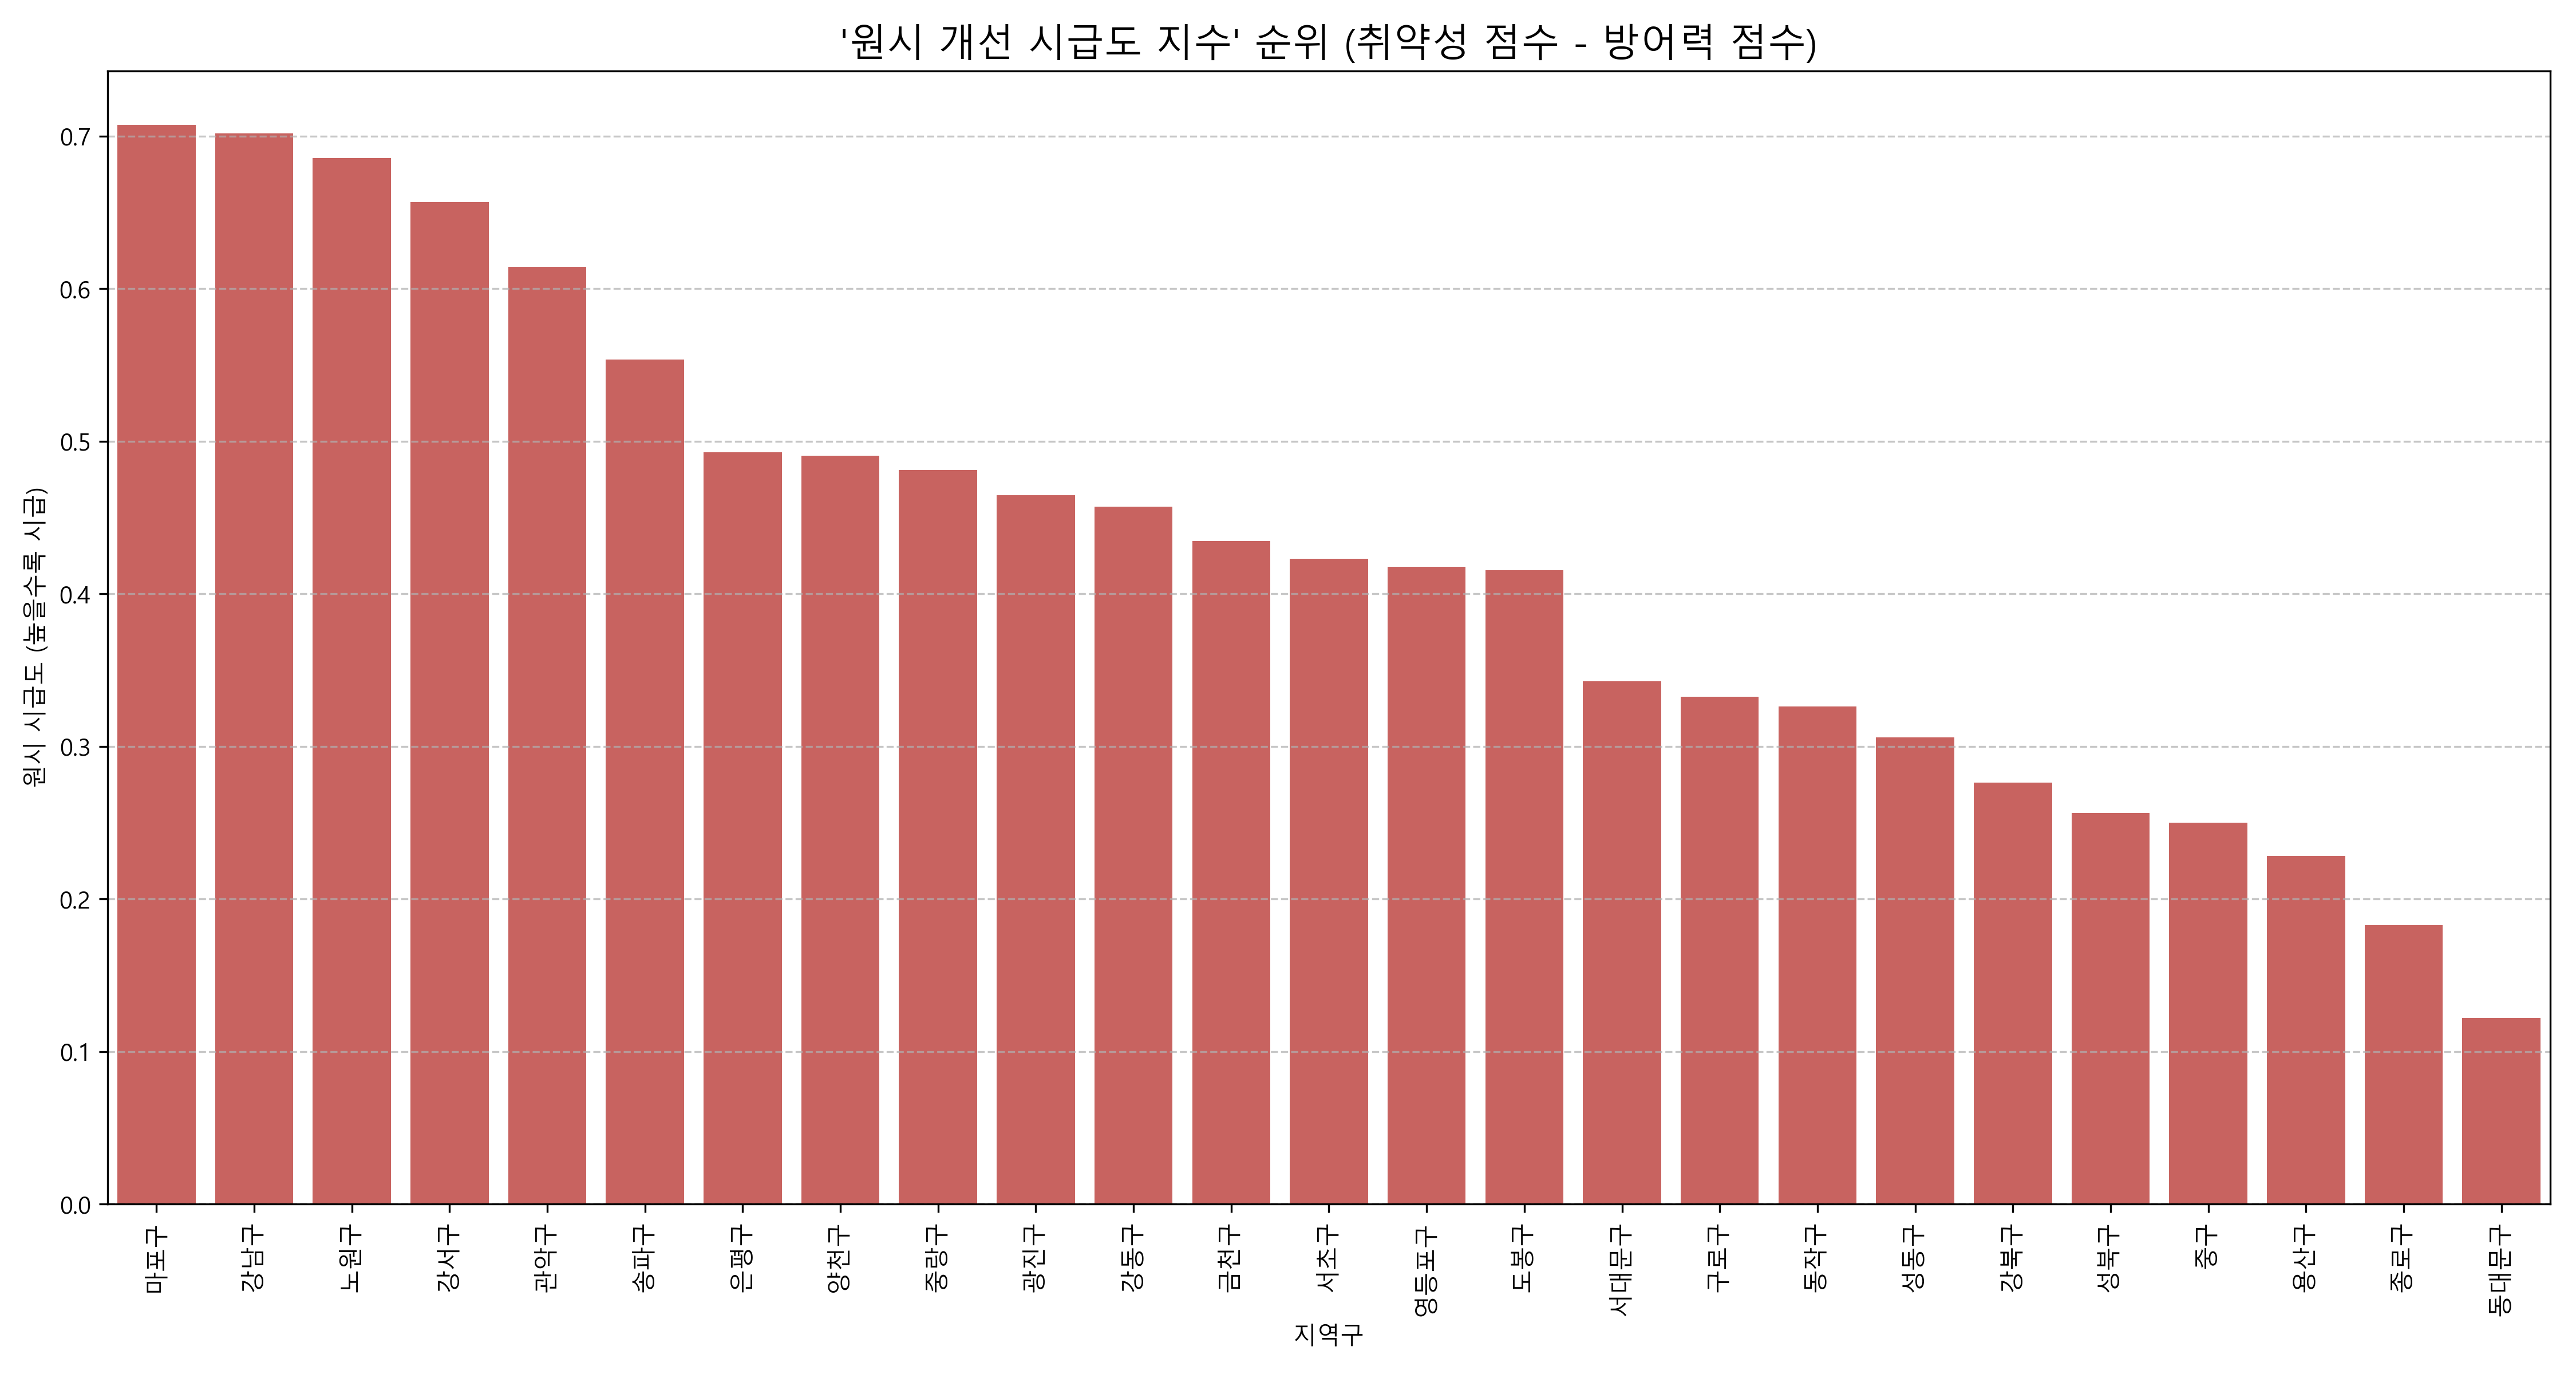 '원시 개선 시급도 지수' 순위 (취약성 점수 - 방어력 점수)
원시 시급도 (높을수록 시급)
0.7
0.6
0.5
0.4
0.3
0.2
0.1
0.0
마포구
강남구
노원구
강서구
관악구
송파구
은평구
양천구
중랑구
광진구
강동구
금천구
서초구
영등포구
도봉구
서대문구
구로구
동작구
성동구
강북구
성북구
중구
용산구
종로구
동대문구
지역구